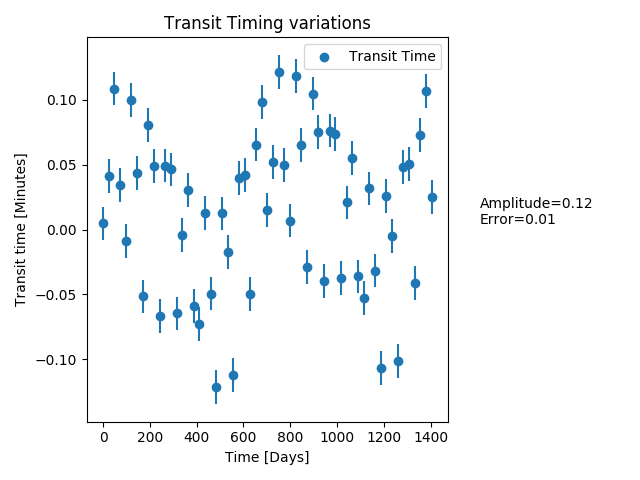 Transit Timing variations
Transit Time
Transit time [Minutes]
0.10
0.05
0.00
−0.05
−0.10
0 200 400 600 800 1000 1200 1400
Time [Days]
Amplitude=0.12
Error=0.01